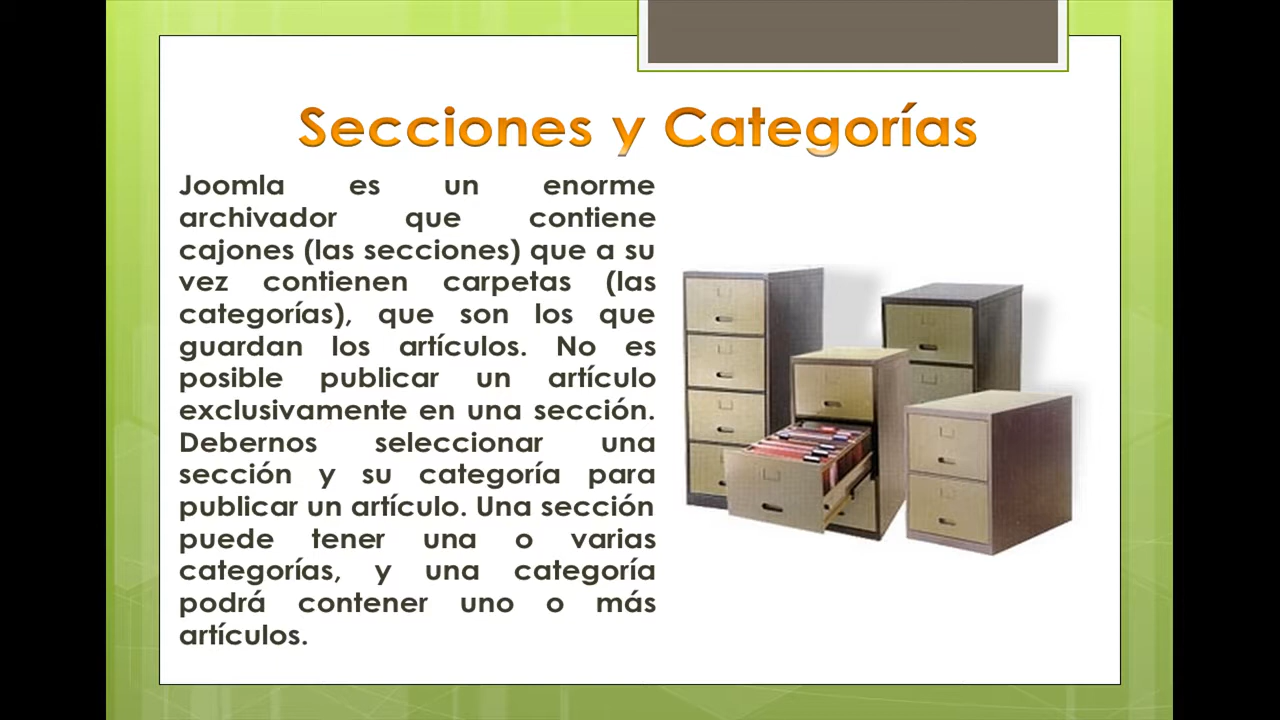 Secciones y Categorías
Joomla es un enorme
archivador que contiene
cajones (las secciones) que a su
vez contienen carpetas (las
categorías), que son los que
guardan los artículos. No es
posible publicar un artículo
exclusivamente en una sección.
Debernos seleccionar una
sección y su categoría para
publicar un artículo. Una sección
puede tener una o varias
categorías, y una categoría
podrá contener uno o más
artículos.